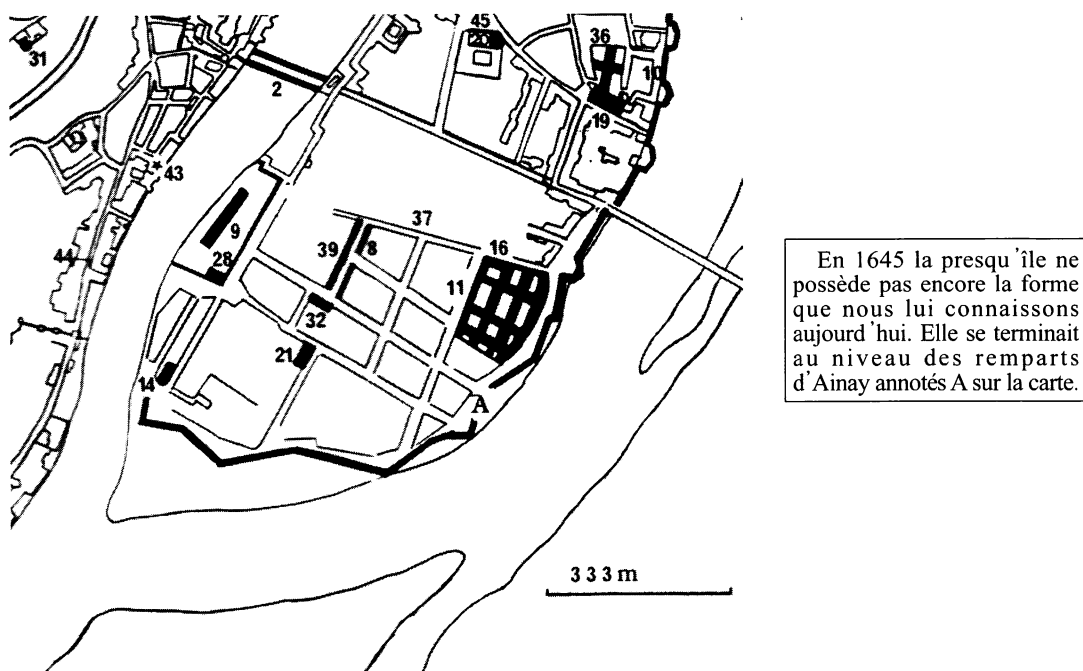 45
20
36
31
10
2
19
43
37
9
39
8
16
28
11
44
32
21
14
A
333 m
En 1645 la presqu'île ne
possède pas encore la forme
que nous lui connaissons
aujourd'hui. Elle se terminait
au niveau des remparts
d'Ainay annotés A sur la carte.